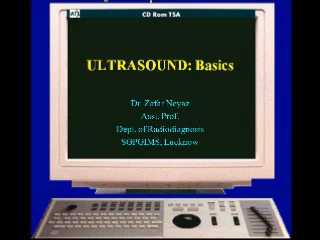 CD Rom TSA
ULTRASOUND: Basics
Dr. Zafar Neyaz
Asst. Prof.
Dept. of Radiodiagnosis
SGPGIMS, Lucknow